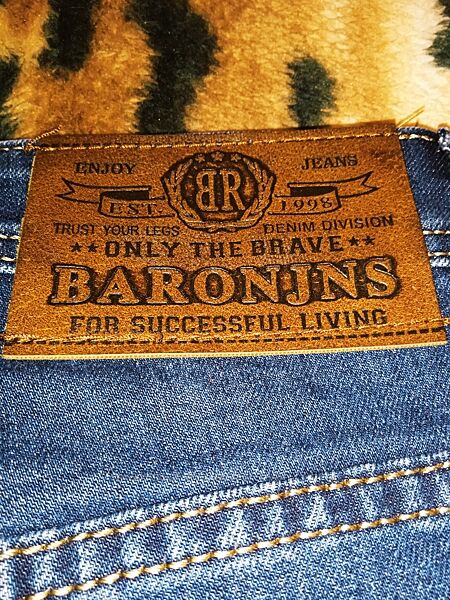 ENJOY JEANS
BR
EST. 1998
TRUST YOUR LEGS DENIM DIVISION
★★ ONLY THE BRAVE ★★
BARONJNS
FOR SUCCESSFUL LIVING